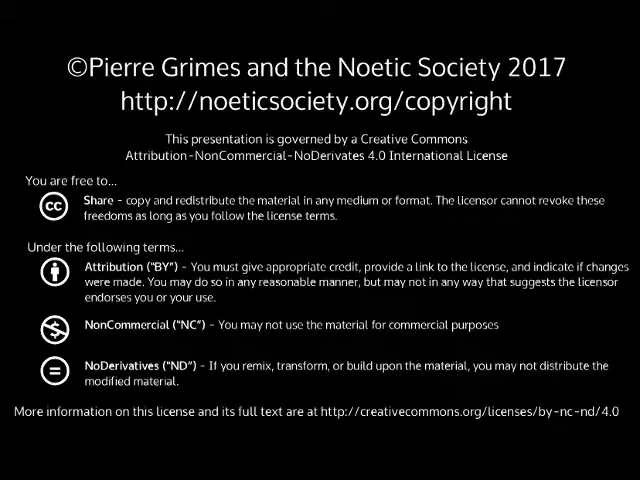 ©Pierre Grimes and the Noetic Society 2017
http://noeticsociety.org/copyright
This presentation is governed by a Creative Commons
Attribution-NonCommercial-NoDerivates 4.0 International License
You are free to...
cc
Share - copy and redistribute the material in any medium or format. The licensor cannot revoke these
freedoms as long as you follow the license terms.
Under the following terms...
Attribution ("BY") - You must give appropriate credit, provide a link to the license, and indicate if changes
were made. You may do so in any reasonable manner, but may not in any way that suggests the licensor
endorses you or your use.
NonCommercial ("NC") - You may not use the material for commercial purposes
NoDerivatives ("ND") - If you remix, transform, or build upon the material, you may not distribute the
modified material.
More information on this license and its full text are at http://creativecommons.org/licenses/by-nc-nd/4.0